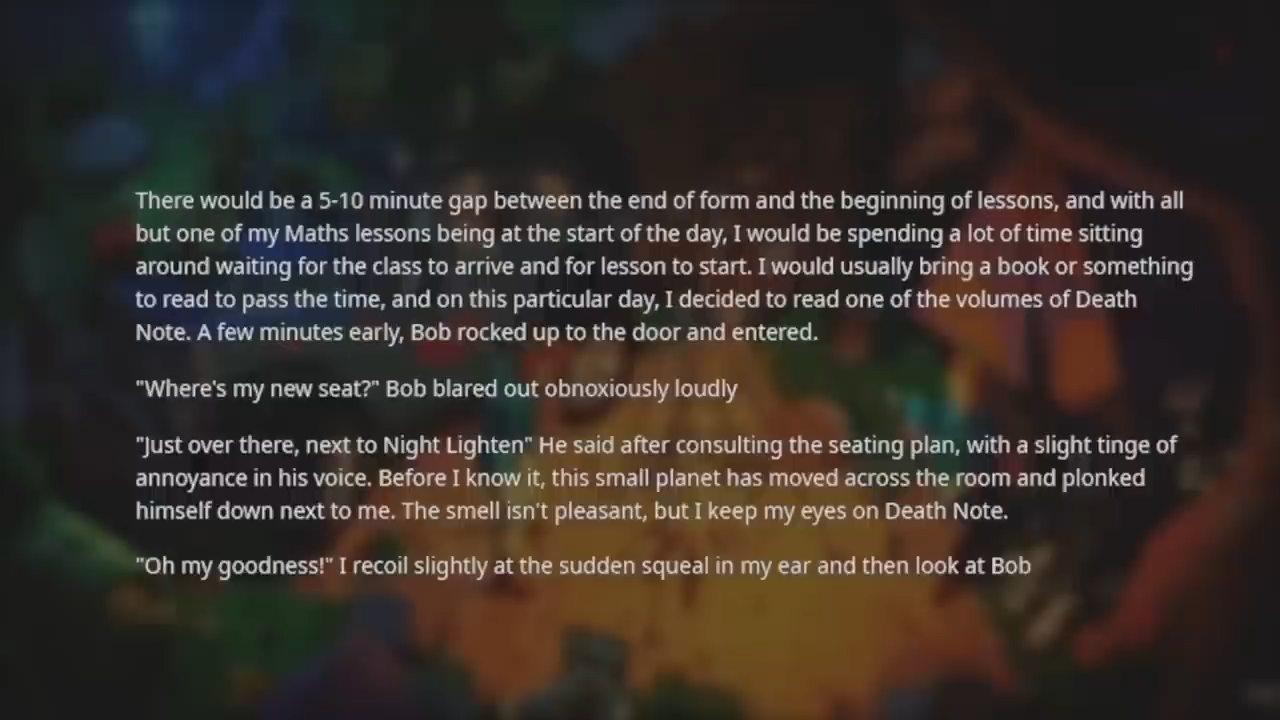 There would be a 5-10 minute gap between the end of form and the beginning of lessons, and with all
but one of my Maths lessons being at the start of the day, I would be spending a lot of time sitting
around waiting for the class to arrive and for lesson to start. I would usually bring a book or something
to read to pass the time, and on this particular day, I decided to read one of the volumes of Death
Note. A few minutes early, Bob rocked up to the door and entered.
"Where's my new seat?" Bob blared out obnoxiously loudly
"Just over there, next to Night Lighten" He said after consulting the seating plan, with a slight tinge of
annoyance in his voice. Before I know it, this small planet has moved across the room and plonked
himself down next to me. The smell isn't pleasant, but I keep my eyes on Death Note.
"Oh my goodness!" I recoil slightly at the sudden squeal in my ear and then look at Bob